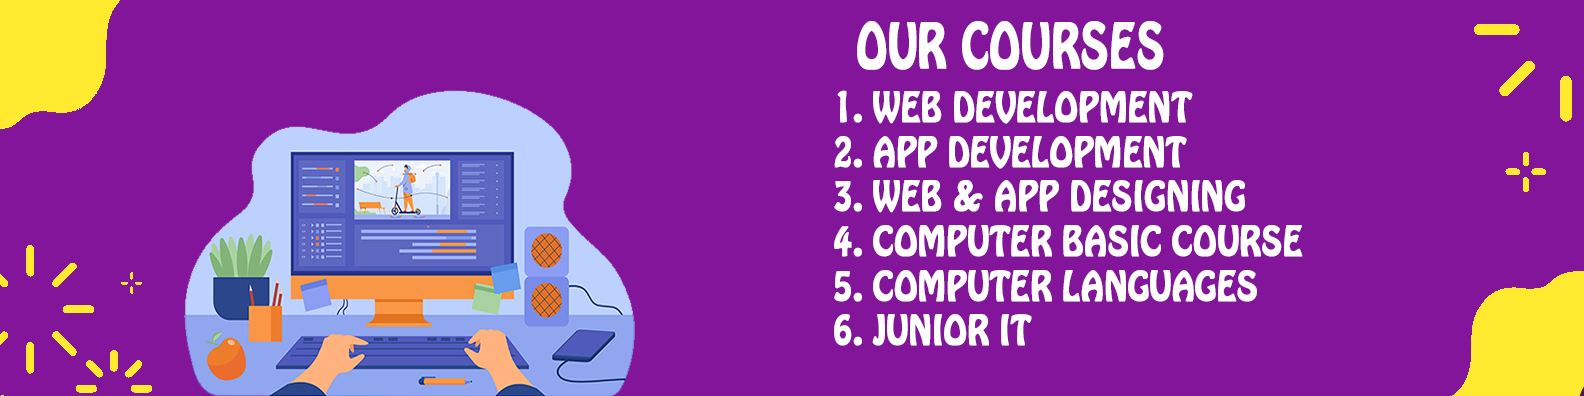 OUR COURSES
1. WEB DEVELOPMENT
2. APP DEVELOPMENT
3. WEB & APP DESIGNING
4. COMPUTER BASIC COURSE
5. COMPUTER LANGUAGES
6. JUNIOR IT